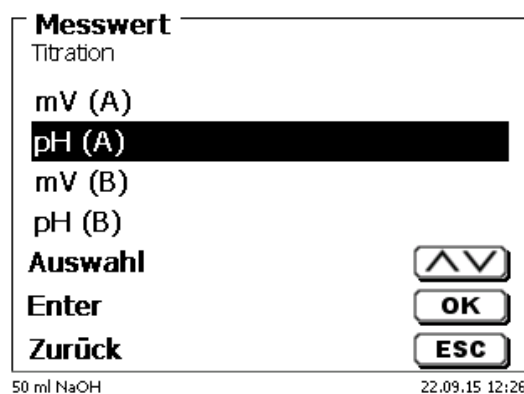 Messwert
Titration
mV (A)
pH (A)
mV (B)
pH (B)
Auswahl
Enter OK
Zurück ESC
50 ml NaOH 22.09.15 12:26